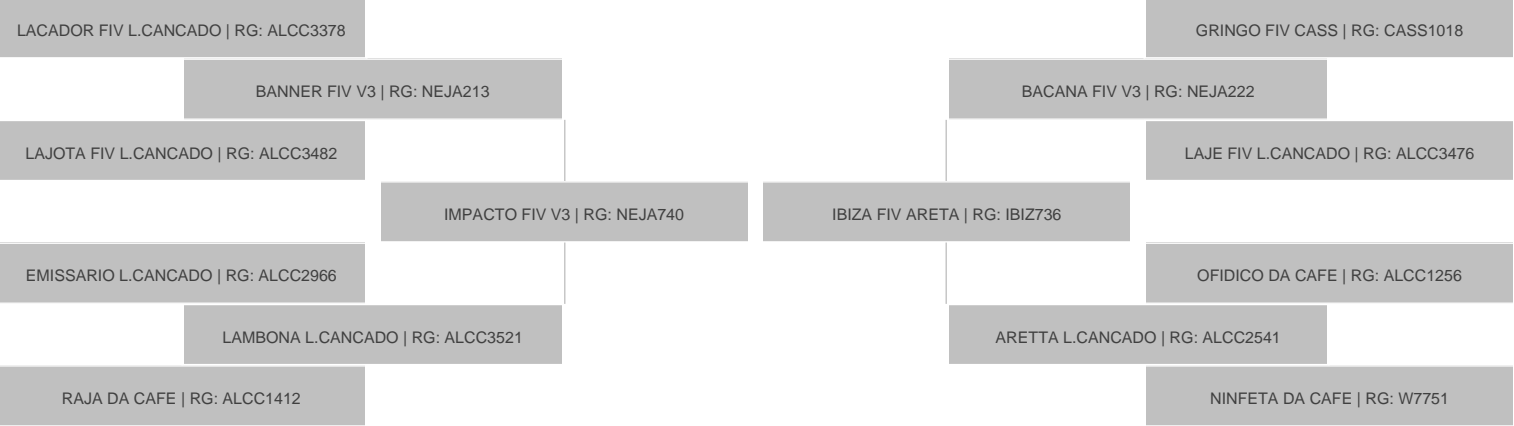 LACADOR FIV L.CANCADO | RG: ALCC3378
GRINGO FIV CASS | RG: CASS1018
BANNER FIV V3 | RG: NEJA213
BACANA FIV V3 | RG: NEJA222
LAJOTA FIV L.CANCADO | RG: ALCC3482
LAJE FIV L.CANCADO | RG: ALCC3476
IMPACTO FIV V3 | RG: NEJA740
IBIZA FIV ARETA | RG: IBIZ736
EMISSARIO L.CANCADO | RG: ALCC2966
OFIDICO DA CAFE | RG: ALCC1256
LAMBONA L.CANCADO | RG: ALCC3521
ARETTA L.CANCADO | RG: ALCC2541
RAJA DA CAFE | RG: ALCC1412
NINFETA DA CAFE | RG: W7751